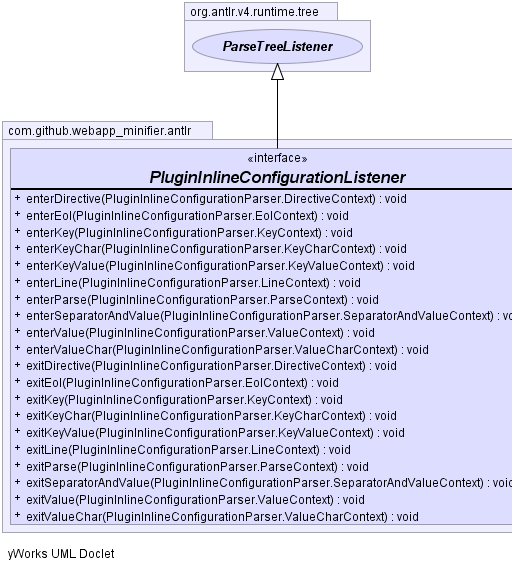 org.antlr.v4.runtime.tree
ParseTreeListener
com.github.webapp_minifier.antlr
«interface»
PluginInlineConfigurationListener
+ enterDirective(PluginInlineConfigurationParser.DirectiveContext) : void
+ enterEol(PluginInlineConfigurationParser.EolContext) : void
+ enterKey(PluginInlineConfigurationParser.KeyContext) : void
+ enterKeyChar(PluginInlineConfigurationParser.KeyCharContext) : void
+ enterKeyValue(PluginInlineConfigurationParser.KeyValueContext) : void
+ enterLine(PluginInlineConfigurationParser.LineContext) : void
+ enterParse(PluginInlineConfigurationParser.ParseContext) : void
+ enterSeparatorAndValue(PluginInlineConfigurationParser.SeparatorAndValueContext) : vo
+ enterValue(PluginInlineConfigurationParser.ValueContext) : void
+ enterValueChar(PluginInlineConfigurationParser.ValueCharContext) : void
+ exitDirective(PluginInlineConfigurationParser.DirectiveContext) : void
+ exitEol(PluginInlineConfigurationParser.EolContext) : void
+ exitKey(PluginInlineConfigurationParser.KeyContext) : void
+ exitKeyChar(PluginInlineConfigurationParser.KeyCharContext) : void
+ exitKeyValue(PluginInlineConfigurationParser.KeyValueContext) : void
+ exitLine(PluginInlineConfigurationParser.LineContext) : void
+ exitParse(PluginInlineConfigurationParser.ParseContext) : void
+ exitSeparatorAndValue(PluginInlineConfigurationParser.SeparatorAndValueContext) : void
+ exitValue(PluginInlineConfigurationParser.ValueContext) : void
+ exitValueChar(PluginInlineConfigurationParser.ValueCharContext) : void
yWorks UML Doclet